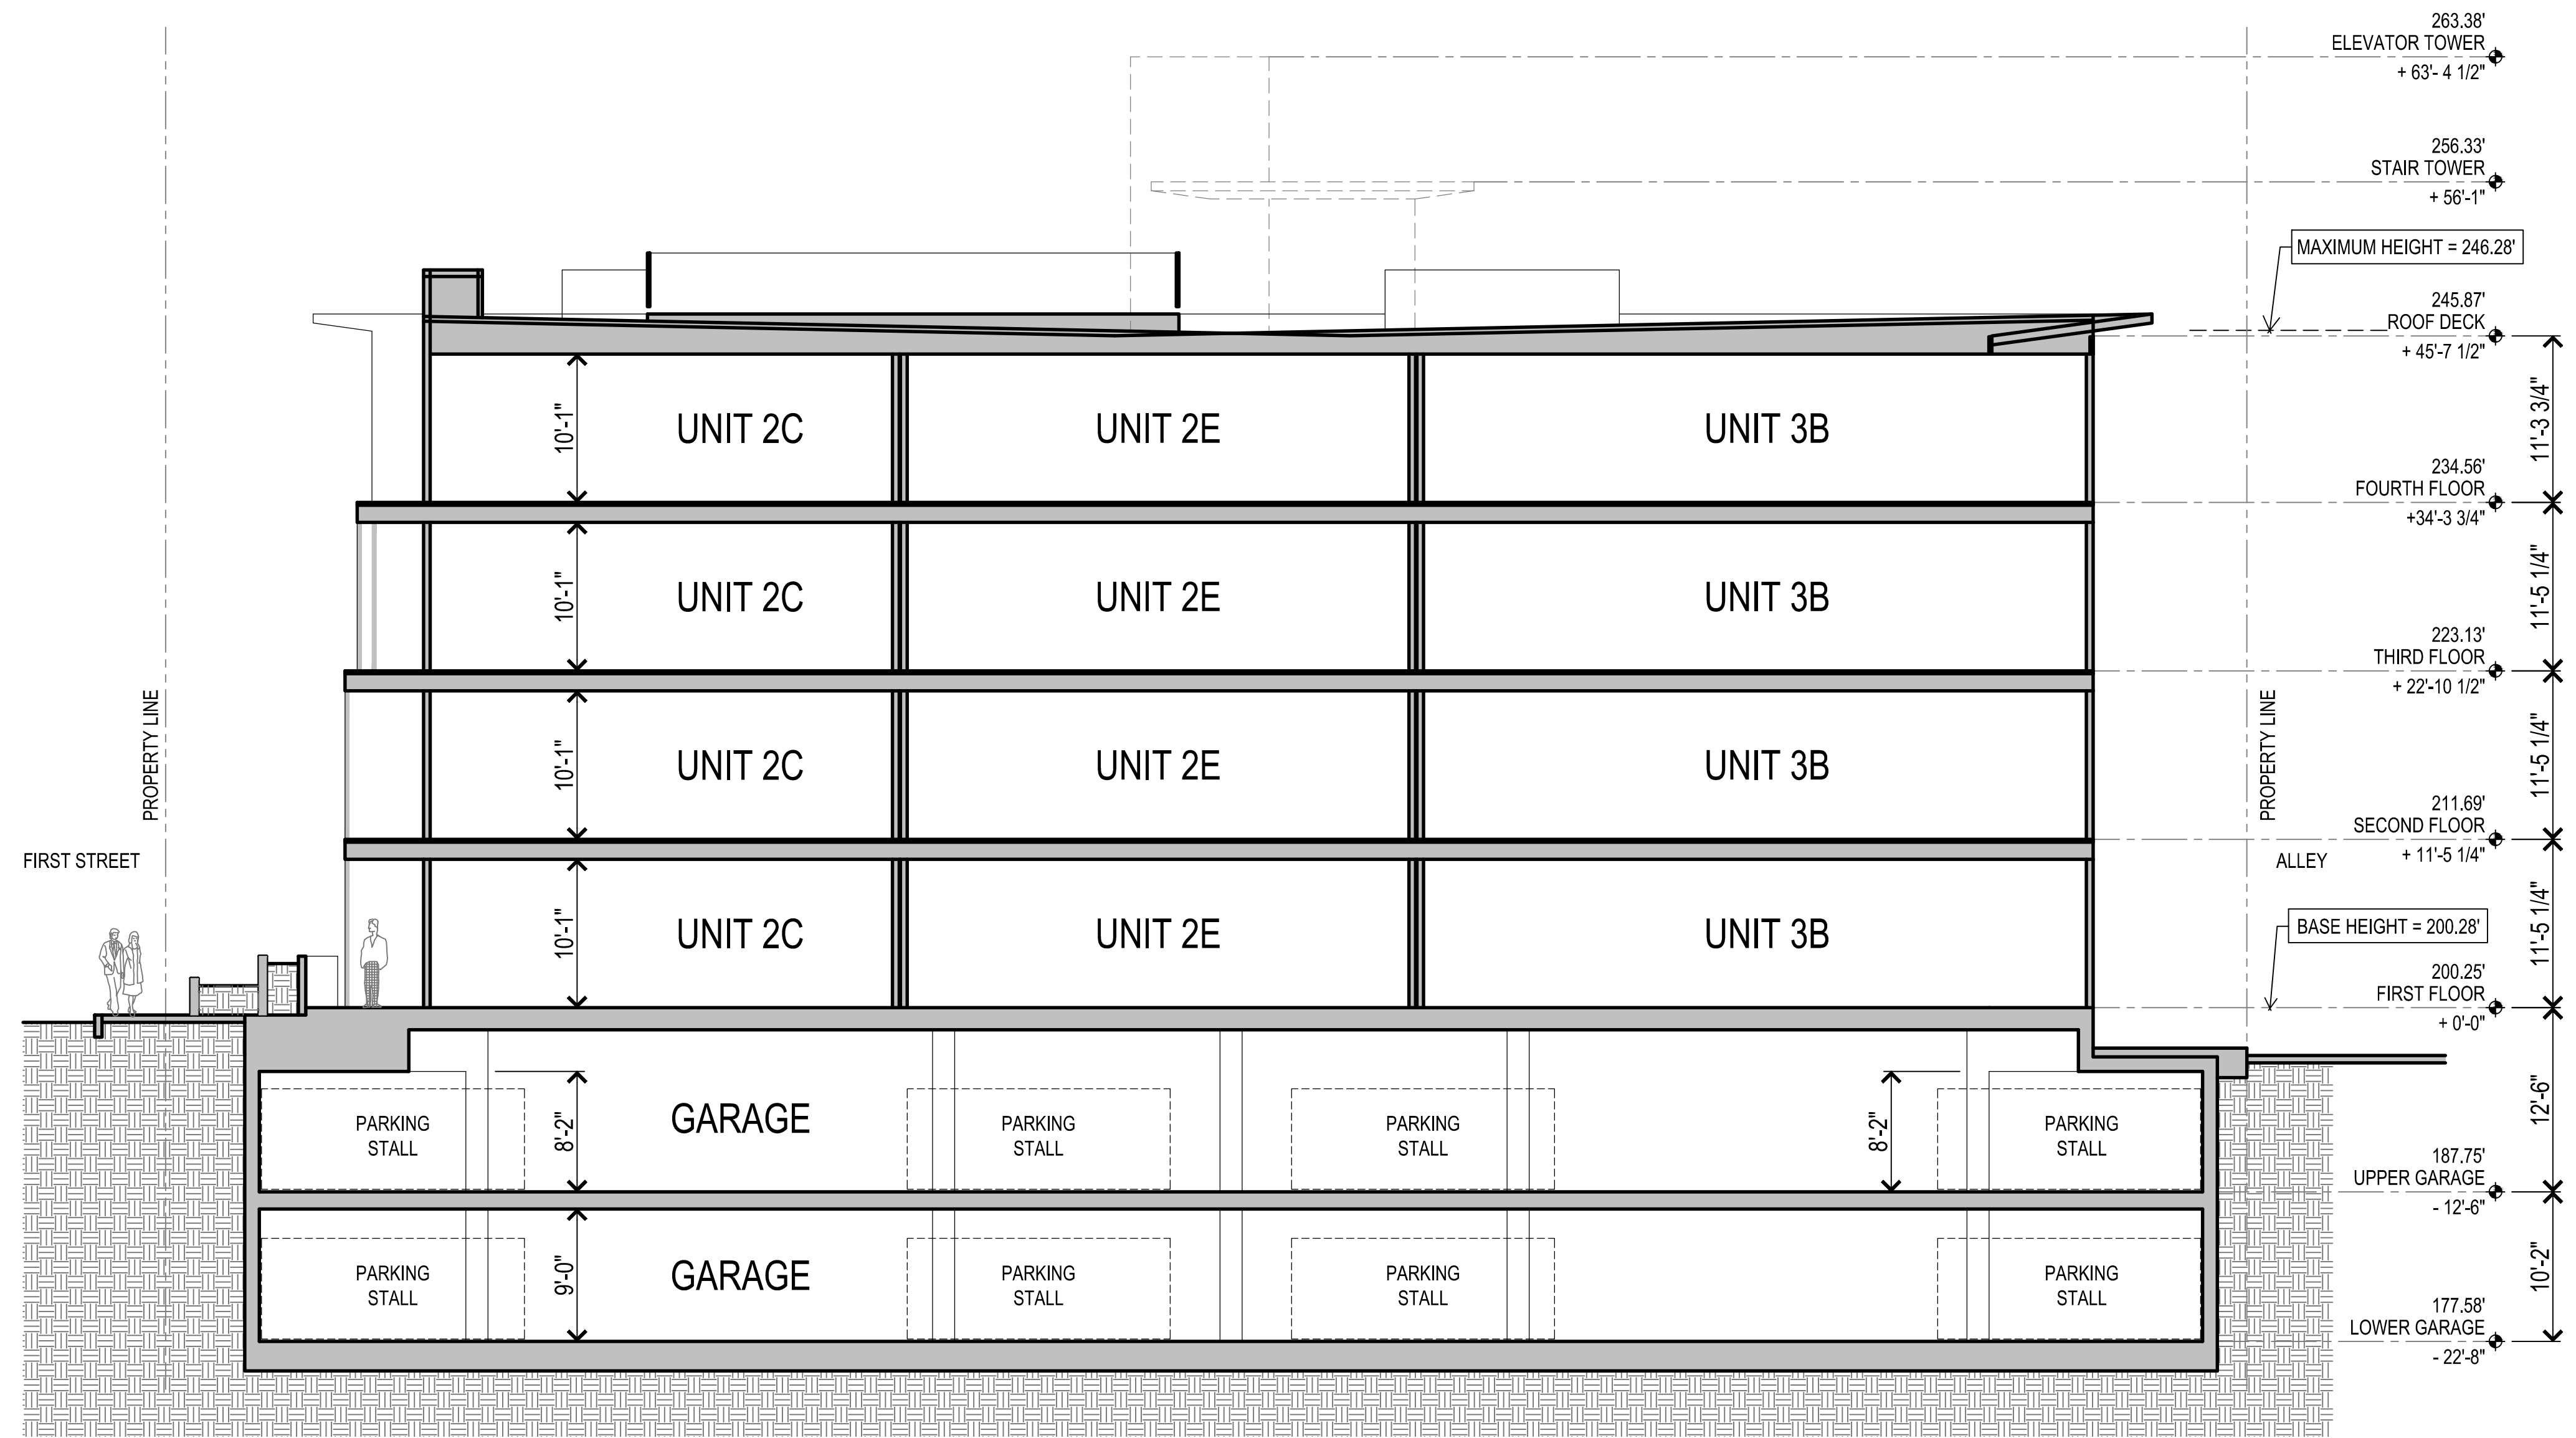 263.38'
ELEVATOR TOWER
+ 63'- 4 1/2"
256.33'
STAIR TOWER
+ 56'-1"
MAXIMUM HEIGHT = 246.28'
245.87'
ROOF DECK
+ 45'-7 1/2"
11'-3 3/4"
10'-1"
UNIT 2C
UNIT 2E
UNIT 3B
234.56'
FOURTH FLOOR
+34'-3 3/4"
11'-5 1/4"
10'-1"
UNIT 2C
UNIT 2E
UNIT 3B
223.13'
THIRD FLOOR
+ 22'-10 1/2"
11'-5 1/4"
PROPERTY LINE
10'-1"
UNIT 2C
UNIT 2E
UNIT 3B
PROPERTY LINE
211.69'
SECOND FLOOR
+ 11'-5 1/4"
FIRST STREET
ALLEY
11'-5 1/4"
10'-1"
UNIT 2C
UNIT 2E
UNIT 3B
BASE HEIGHT = 200.28'
200.25'
FIRST FLOOR
+ 0'-0"
12'-6"
PARKING
STALL
8'-2"
GARAGE
PARKING
STALL
PARKING
STALL
8'-2"
PARKING
STALL
187.75'
UPPER GARAGE
- 12'-6"
10'-2"
PARKING
STALL
9'-0"
GARAGE
PARKING
STALL
PARKING
STALL
PARKING
STALL
177.58'
LOWER GARAGE
- 22'-8"